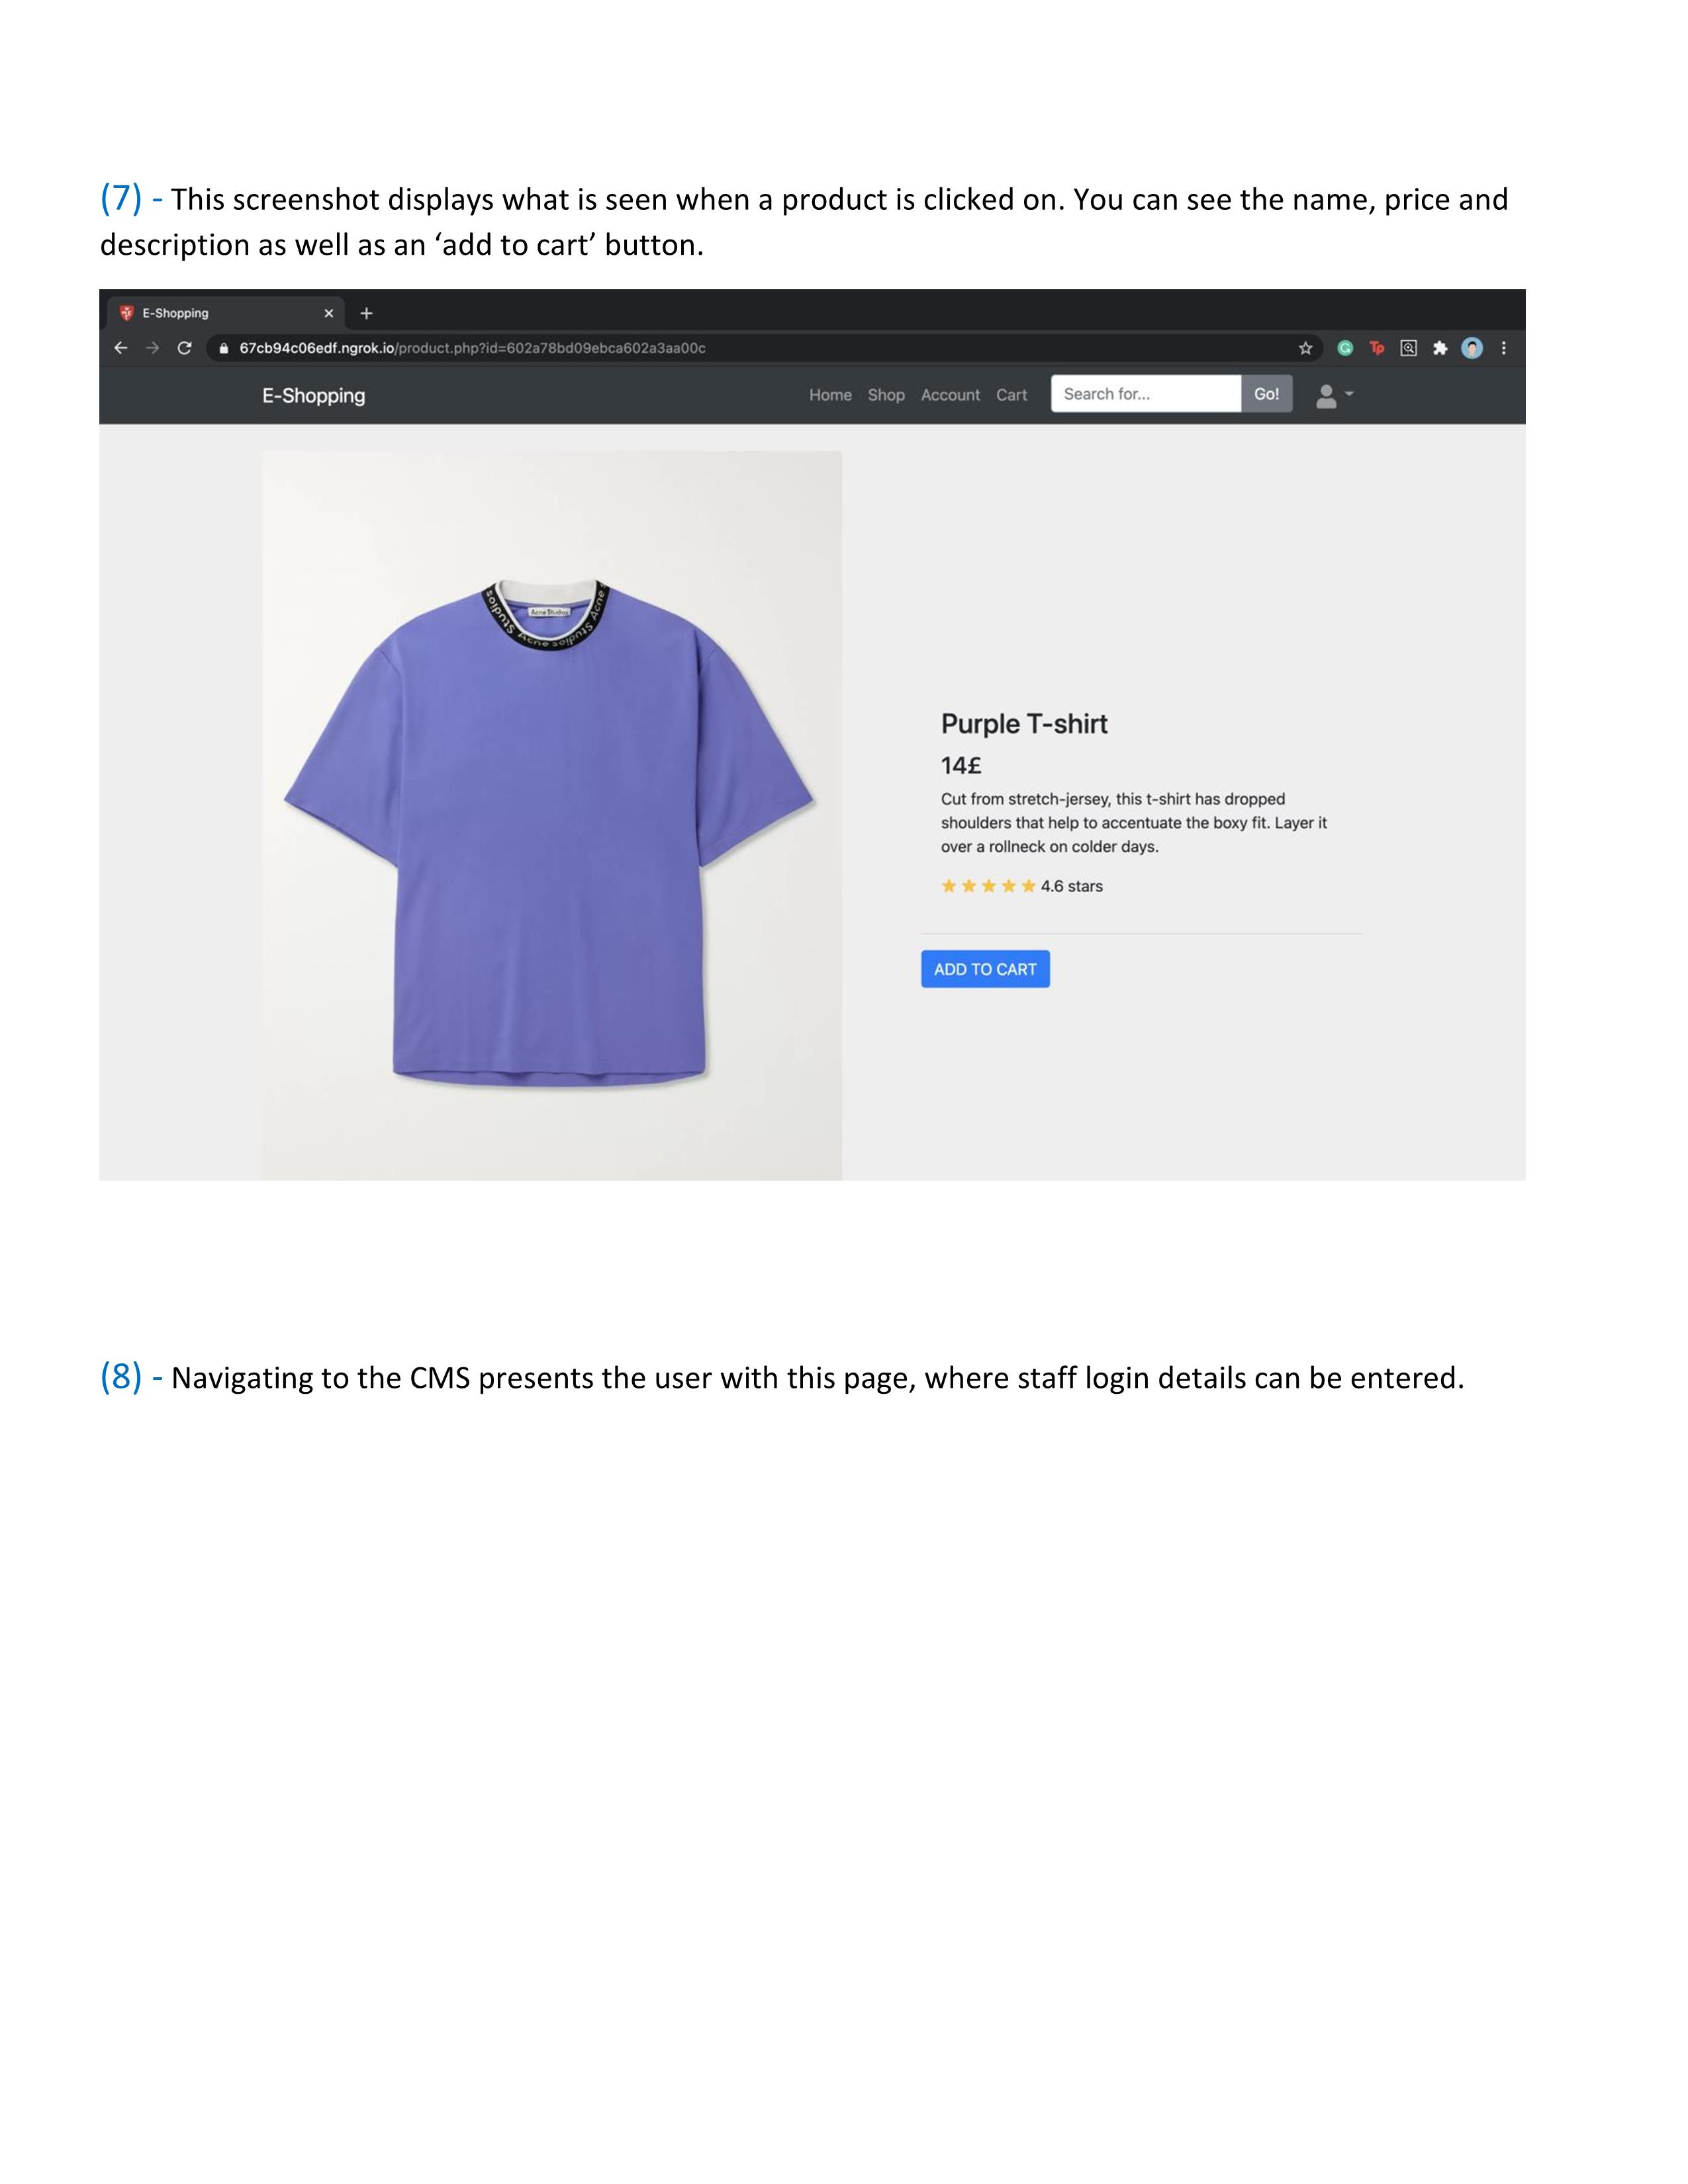 (7) - This screenshot displays what is seen when a product is clicked on. You can see the name, price and
description as well as an ‘add to cart’ button.
E-Shopping
67cb94c06edf.ngrok.io/product.php?id=602a78bd09ebca602a3aa00c
Tp
E-Shopping Home Shop Account Cart Search for... Go!
Acne Studios
Studios Acne Studios Acne
Purple T-shirt
14£
Cut from stretch-jersey, this t-shirt has dropped
shoulders that help to accentuate the boxy fit. Layer it
over a rollneck on colder days.
4.6 stars
ADD TO CART
(8) - Navigating to the CMS presents the user with this page, where staff login details can be entered.